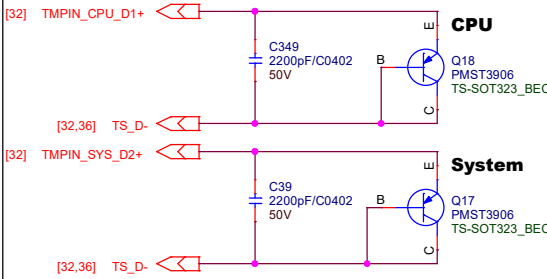 [32] TMPIN_CPU_D1+
E
CPU
C349
2200pF/C0402
50V
B
Q18
PMST3906
TS-SOT323_BEC
C
[32,36] TS_D-
[32] TMPIN_SYS_D2+
E
System
C39
2200pF/C0402
50V
B
Q17
PMST3906
TS-SOT323_BEC
C
[32,36] TS_D-